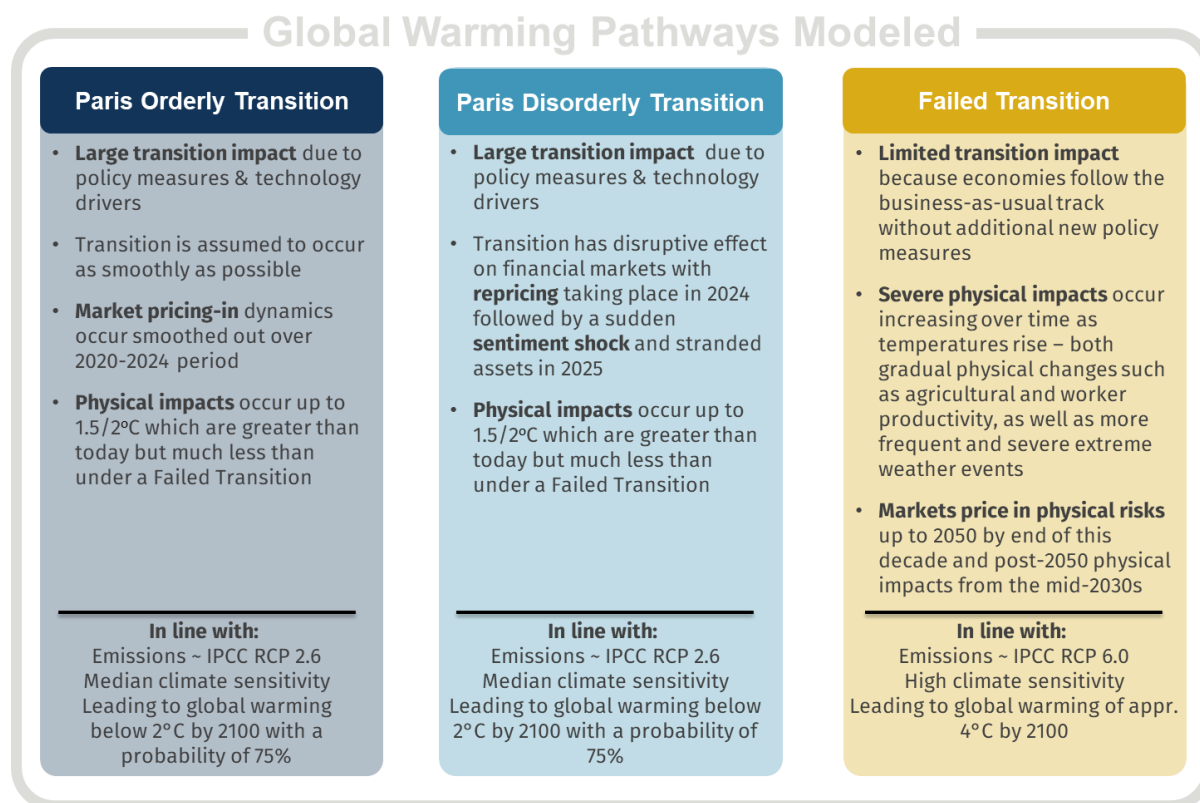 Global Warming Pathways Modeled
Paris Orderly Transition
• Large transition impact due to
policy measures & technology
drivers
• Transition is assumed to occur
as smoothly as possible
• Market pricing-in dynamics
occur smoothed out over
2020-2024 period
• Physical impacts occur up to
1.5/2ºC which are greater than
today but much less than
under a Failed Transition
In line with:
Emissions ~ IPCC RCP 2.6
Median climate sensitivity
Leading to global warming
below 2°C by 2100 with a
probability of 75%
Paris Disorderly Transition
• Large transition impact due to
policy measures & technology
drivers
• Transition has disruptive effect
on financial markets with
repricing taking place in 2024
followed by a sudden
sentiment shock and stranded
assets in 2025
• Physical impacts occur up to
1.5/2ºC which are greater than
today but much less than
under a Failed Transition
In line with:
Emissions ~ IPCC RCP 2.6
Median climate sensitivity
Leading to global warming below
2°C by 2100 with a probability of
75%
Failed Transition
• Limited transition impact
because economies follow the
business-as-usual track
without additional new policy
measures
• Severe physical impacts occur
increasing over time as
temperatures rise – both
gradual physical changes such
as agricultural and worker
productivity, as well as more
frequent and severe extreme
weather events
• Markets price in physical risks
up to 2050 by end of this
decade and post-2050 physical
impacts from the mid-2030s
In line with:
Emissions ~ IPCC RCP 6.0
High climate sensitivity
Leading to global warming of appr.
4°C by 2100